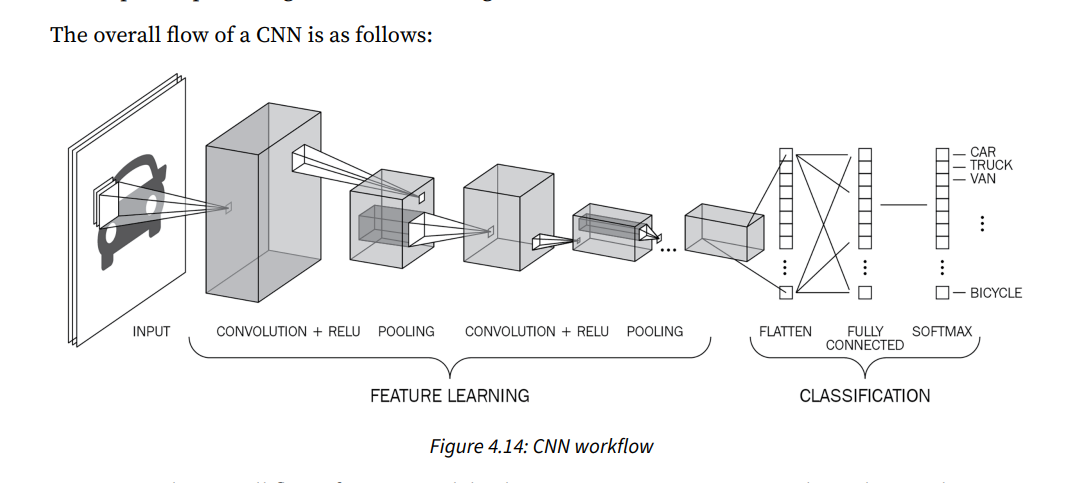 The overall flow of a CNN is as follows:
CAR
TRUCK
VAN
BICYCLE
INPUT
CONVOLUTION + RELU
POOLING
CONVOLUTION + RELU
POOLING
FLATTEN
FULLY
CONNECTED
SOFTMAX
FEATURE LEARNING
CLASSIFICATION
Figure 4.14: CNN workflow